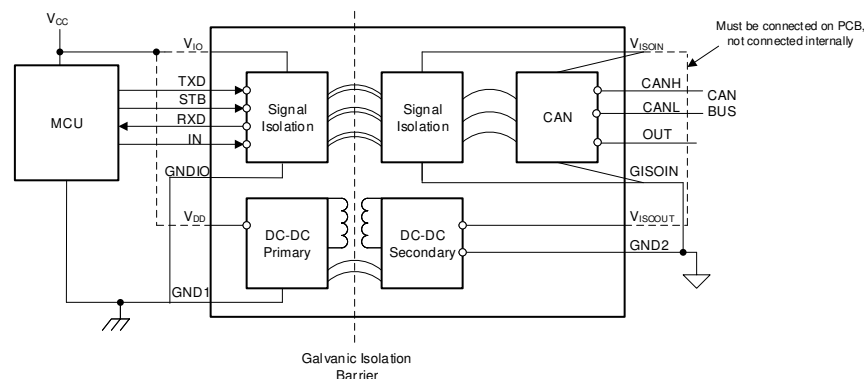 VCC
Must be connected on PCB,
not connected internally
VIO
VISOIN
TXD
STB
RXD
IN
MCU
Signal
Isolation
Signal
Isolation
CAN
CANH
CANL
CAN
BUS
OUT
GNDIO
GISOIN
VDD
DC-DC
Primary
DC-DC
Secondary
VISOOUT
GND2
GND1
Galvanic Isolation
Barrier